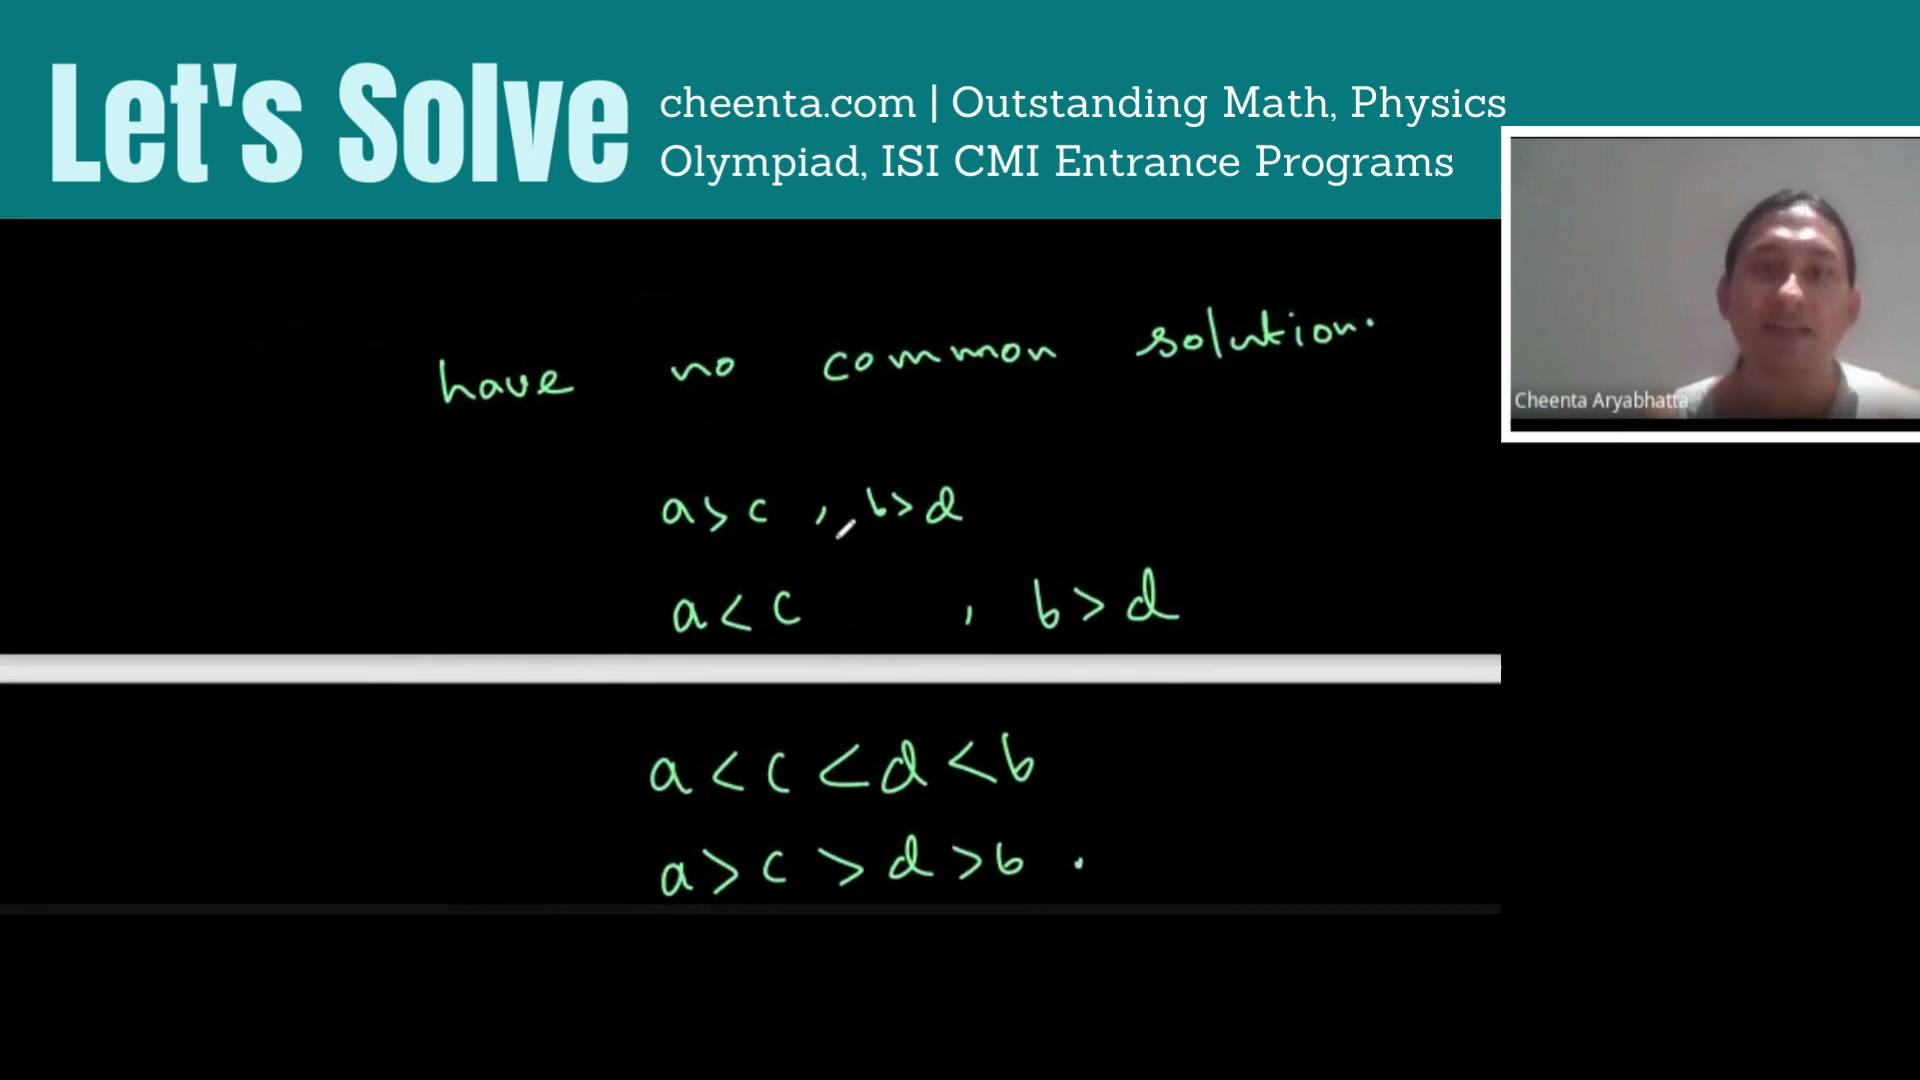 Let's Solve
cheenta.com | Outstanding Math, Physics
Olympiad, ISI CMI Entrance Programs
Cheenta Aryabhatta
have no common solution.
a > c , b > d
a < c , b > d
a < c < d < b
a > c > d > b .